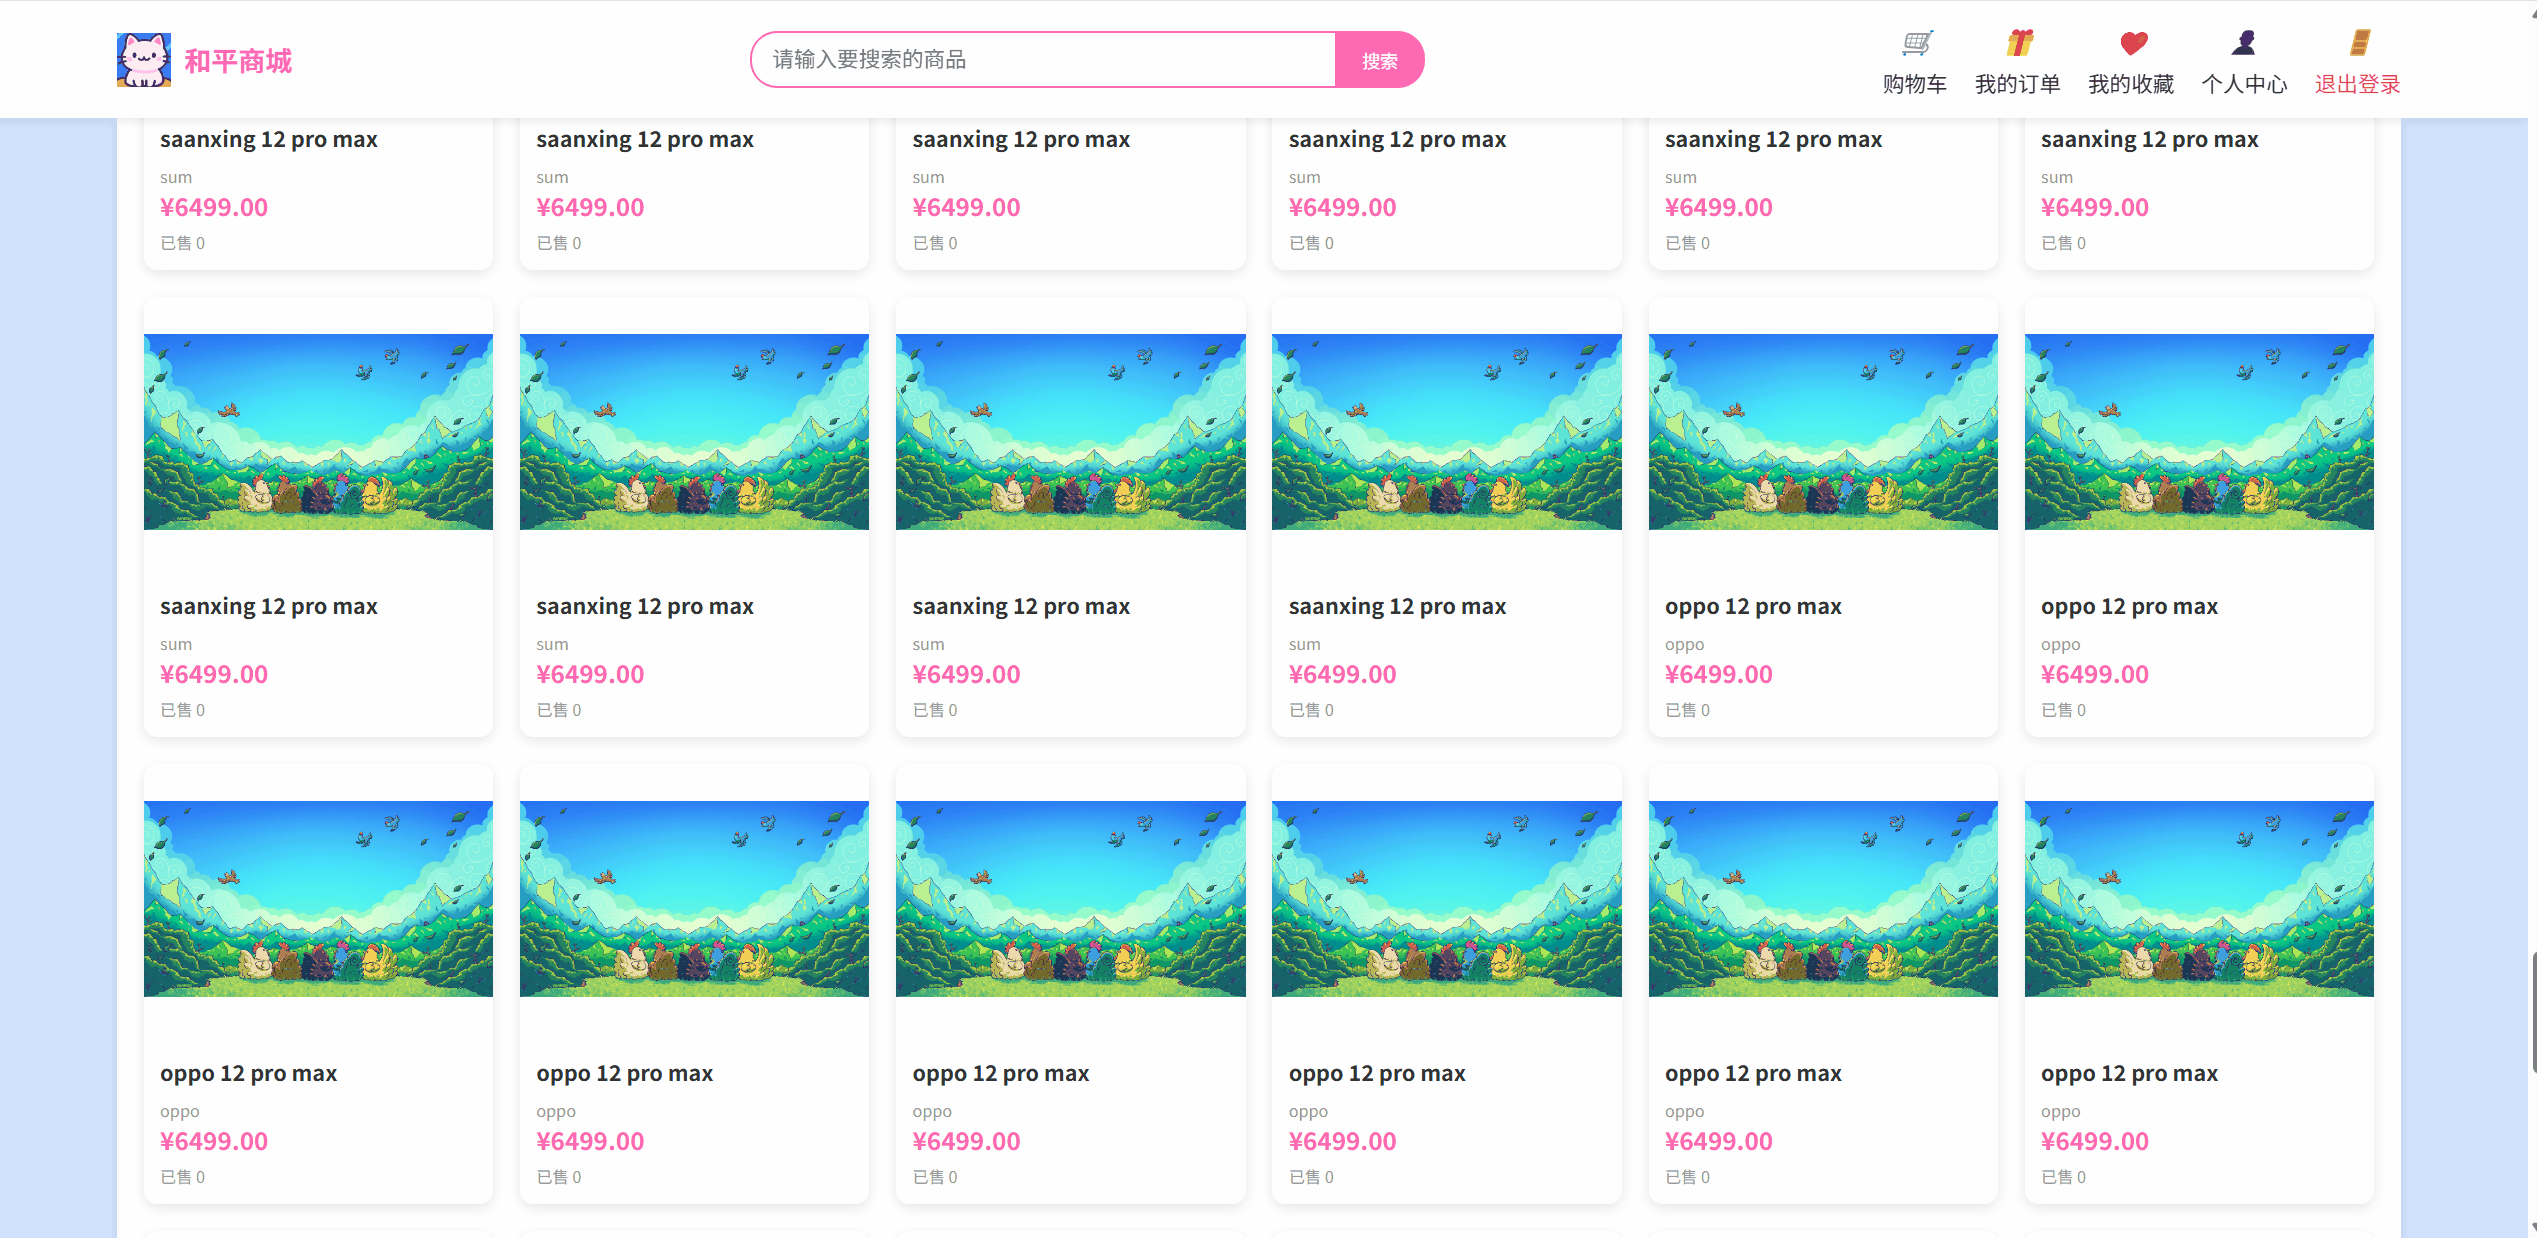 和平商城
请输入要搜索的商品
搜索
购物车 我的订单 我的收藏 个人中心 退出登录
saanxing 12 pro max saanxing 12 pro max saanxing 12 pro max saanxing 12 pro max saanxing 12 pro max saanxing 12 pro max
sum sum sum sum sum sum
¥6499.00 ¥6499.00 ¥6499.00 ¥6499.00 ¥6499.00 ¥6499.00
已售 0 已售 0 已售 0 已售 0 已售 0 已售 0
saanxing 12 pro max saanxing 12 pro max saanxing 12 pro max saanxing 12 pro max oppo 12 pro max oppo 12 pro max
sum sum sum sum oppo oppo
¥6499.00 ¥6499.00 ¥6499.00 ¥6499.00 ¥6499.00 ¥6499.00
已售 0 已售 0 已售 0 已售 0 已售 0 已售 0
oppo 12 pro max oppo 12 pro max oppo 12 pro max oppo 12 pro max oppo 12 pro max oppo 12 pro max
oppo oppo oppo oppo oppo oppo
¥6499.00 ¥6499.00 ¥6499.00 ¥6499.00 ¥6499.00 ¥6499.00
已售 0 已售 0 已售 0 已售 0 已售 0 已售 0